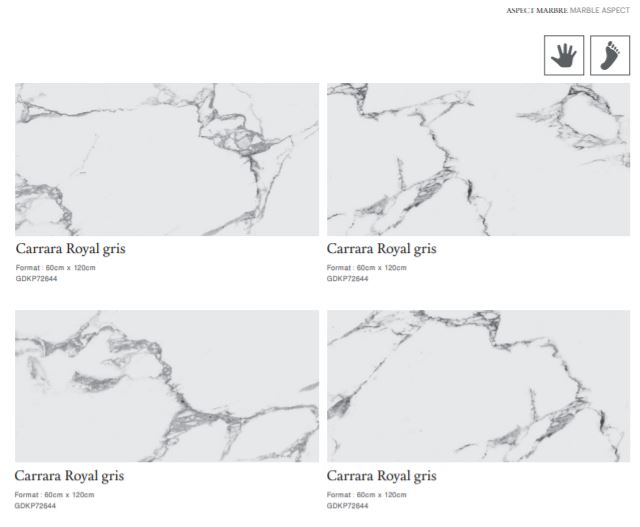 ASPECT MARBRE MARBLE ASPECT
Carrara Royal gris
Format : 60cm x 120cm
GDKP72644
Carrara Royal gris
Format : 60cm x 120cm
GDKP72644
Carrara Royal gris
Format : 60cm x 120cm
GDKP72644
Carrara Royal gris
Format : 60cm x 120cm
GDKP72644